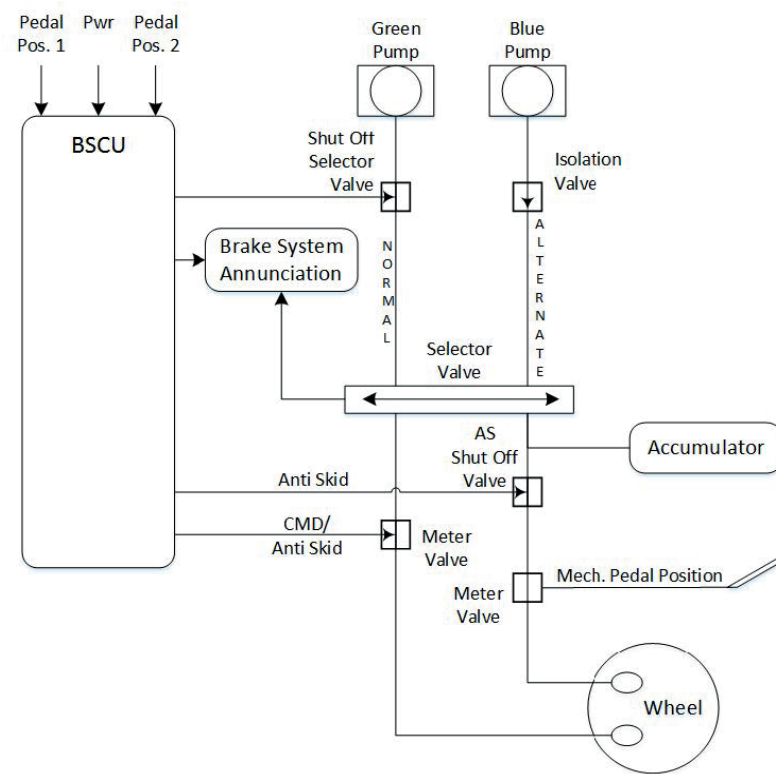 Pedal
Pos. 1
Pwr
Pedal
Pos. 2
Green
Pump
Blue
Pump
BSCU
Shut Off
Selector
Valve
Isolation
Valve
Brake System
Annunciation
NORMAL
ALTERNATE
Selector
Valve
AS
Shut Off
Valve
Accumulator
Anti Skid
CMD/
Anti Skid
Meter
Valve
Mech. Pedal Position
Meter
Valve
Wheel